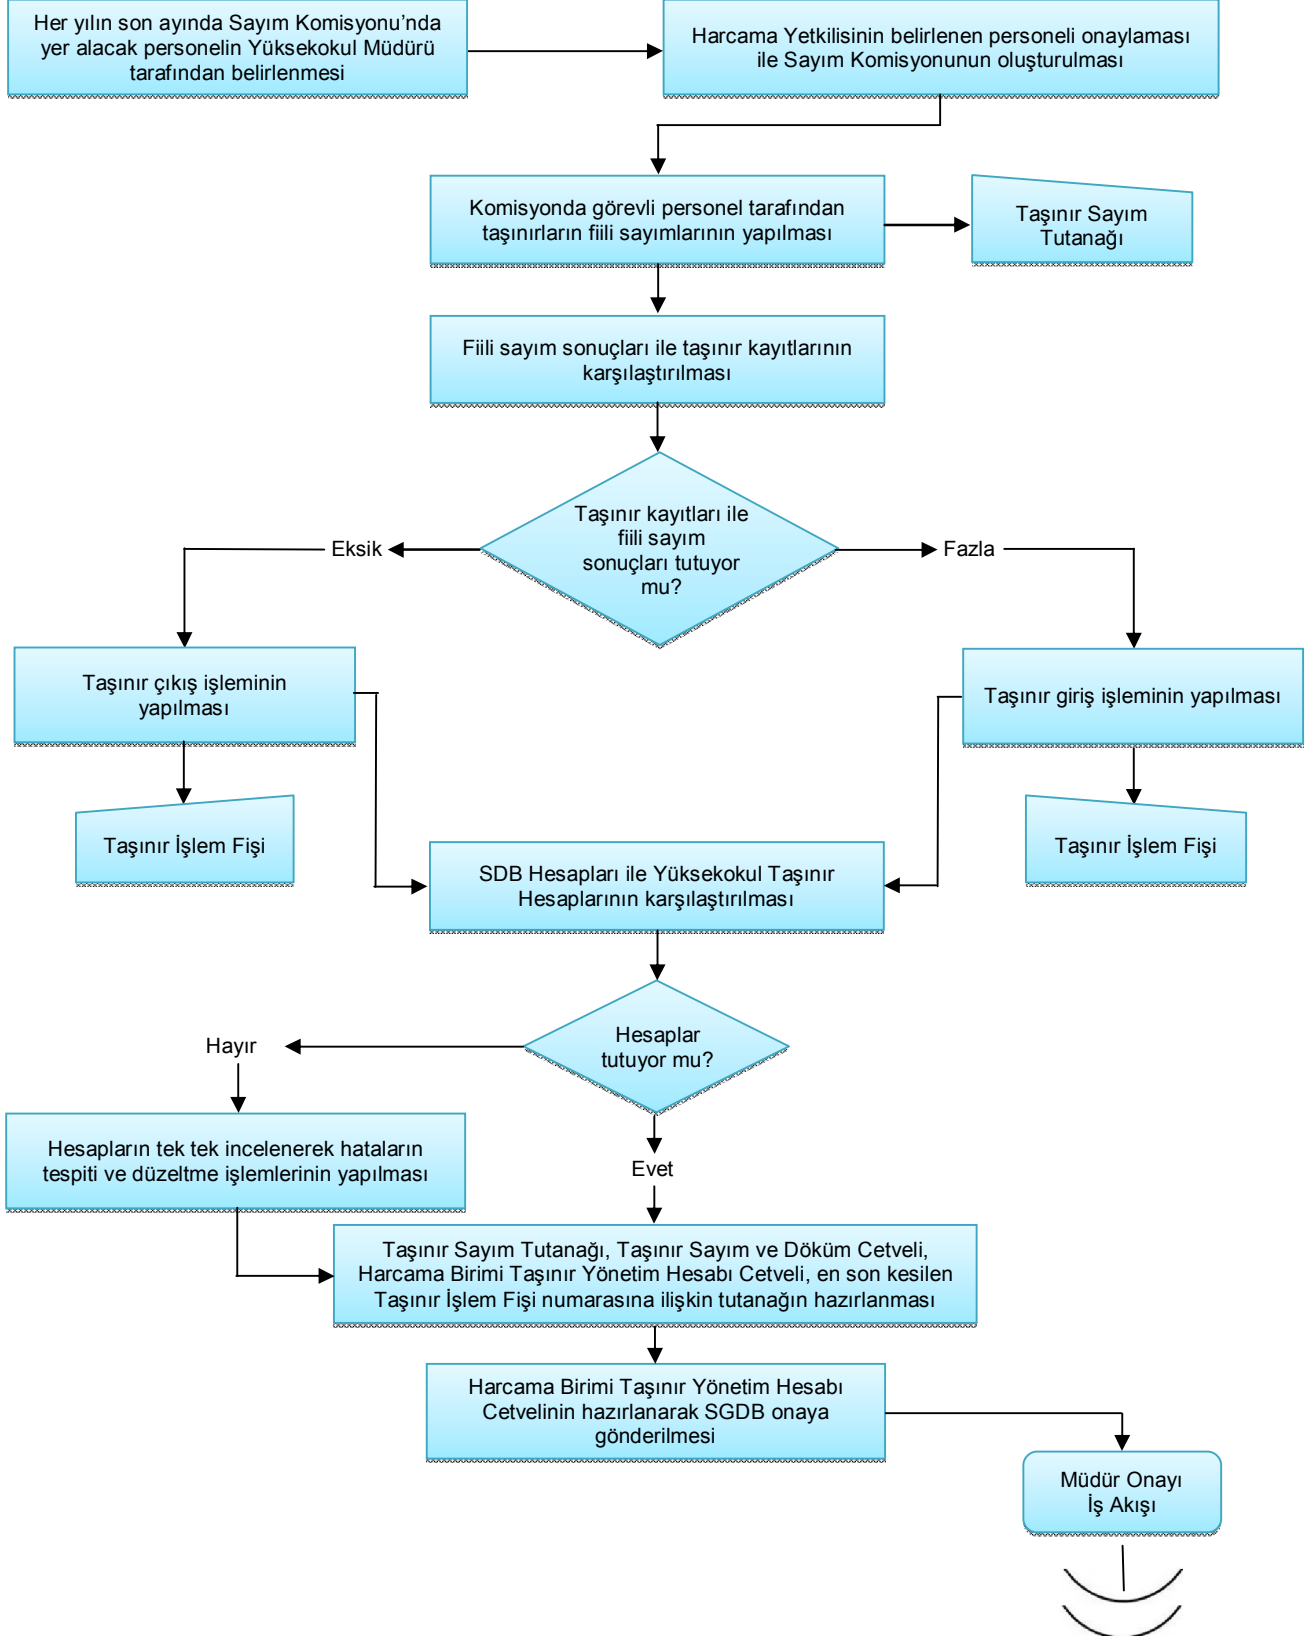 Her yılın son ayında Sayım Komisyonu’nda
yer alacak personelin Yüksekokul Müdürü
tarafından belirlenmesi
Harcama Yetkilisinin belirlenen personeli onaylaması
ile Sayım Komisyonunun oluşturulması
Komisyonda görevli personel tarafından
taşınırların fiili sayımlarının yapılması
Taşınır Sayım
Tutanağı
Fiili sayım sonuçları ile taşınır kayıtlarının
karşılaştırılması
Taşınır kayıtları ile
fiili sayım
sonuçları tutuyor
mu?
Eksik
Fazla
Taşınır çıkış işleminin
yapılması
Taşınır giriş işleminin yapılması
Taşınır İşlem Fişi
Taşınır İşlem Fişi
SDB Hesapları ile Yüksekokul Taşınır
Hesaplarının karşılaştırılması
Hesaplar
tutuyor mu?
Hayır
Hesapların tek tek incelenerek hataların
tespiti ve düzeltme işlemlerinin yapılması
Evet
Taşınır Sayım Tutanağı, Taşınır Sayım ve Döküm Cetveli,
Harcama Birimi Taşınır Yönetim Hesabı Cetveli, en son kesilen
Taşınır İşlem Fişi numarasına ilişkin tutanağın hazırlanması
Harcama Birimi Taşınır Yönetim Hesabı
Cetvelinin hazırlanarak SGDB onaya
gönderilmesi
Müdür Onayı
İş Akışı